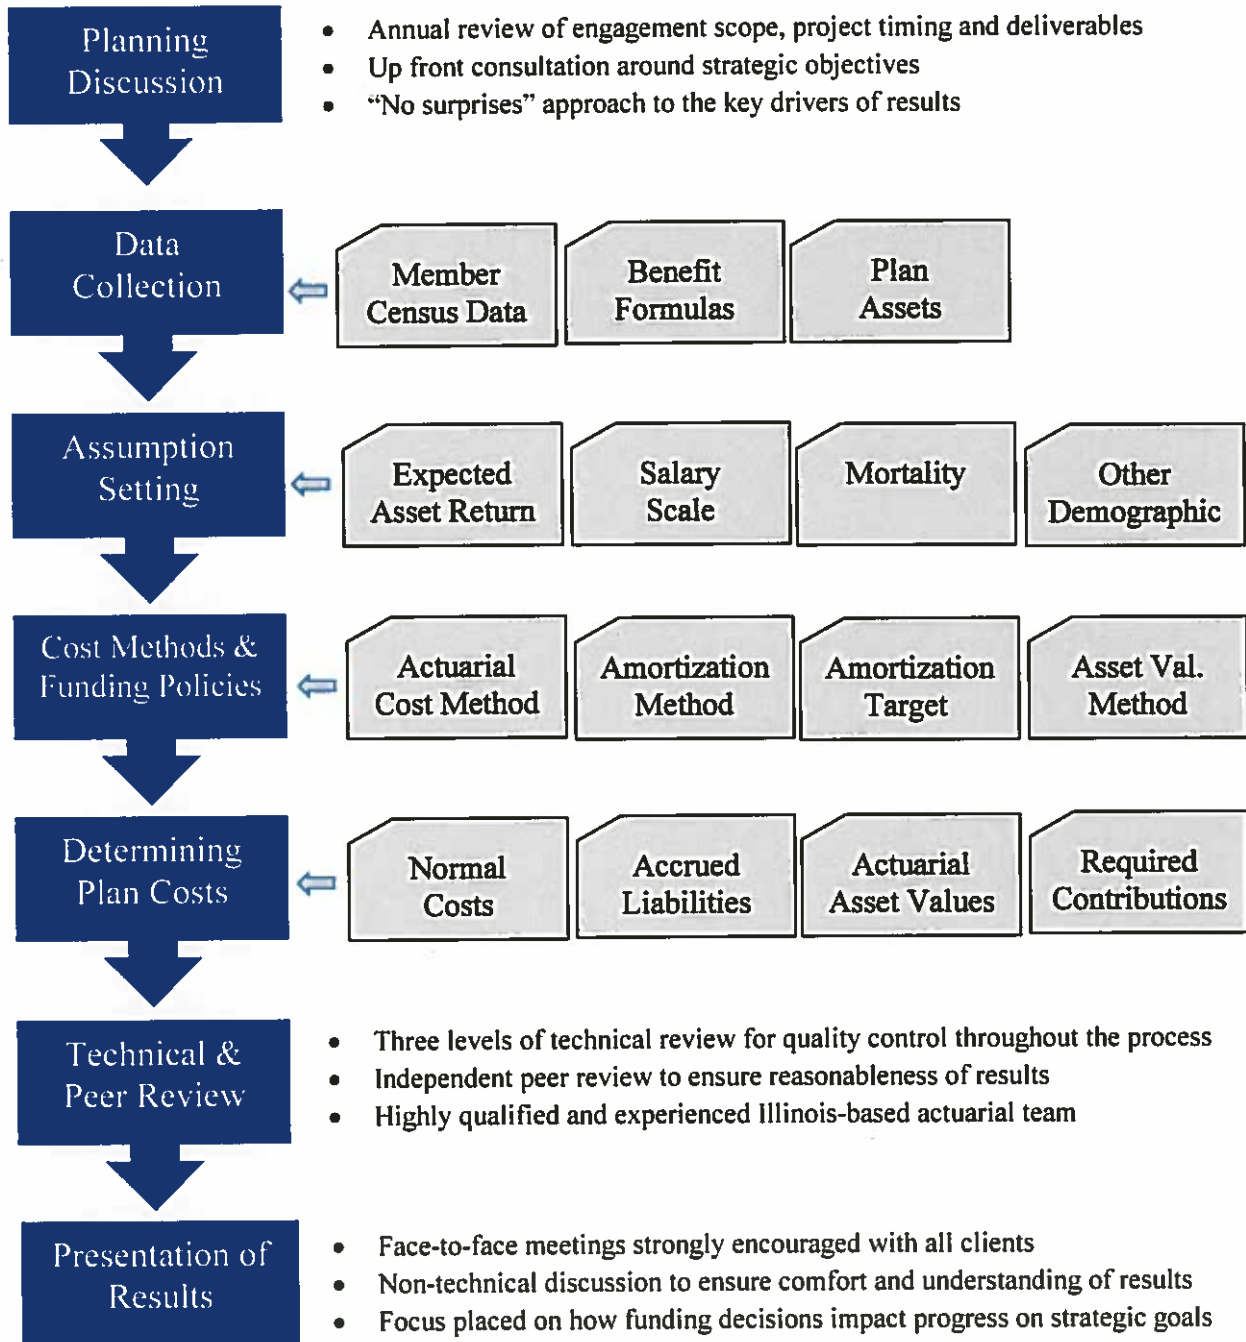 Planning
Discussion
• Annual review of engagement scope, project timing and deliverables
• Up front consultation around strategic objectives
• “No surprises” approach to the key drivers of results
Data
Collection
Member
Census Data
Benefit
Formulas
Plan
Assets
Assumption
Setting
Expected
Asset Return
Salary
Scale
Mortality
Other
Demographic
Cost Methods &
Funding Policies
Actuarial
Cost Method
Amortization
Method
Amortization
Target
Asset Val.
Method
Determining
Plan Costs
Normal
Costs
Accrued
Liabilities
Actuarial
Asset Values
Required
Contributions
Technical &
Peer Review
• Three levels of technical review for quality control throughout the process
• Independent peer review to ensure reasonableness of results
• Highly qualified and experienced Illinois-based actuarial team
Presentation of
Results
• Face-to-face meetings strongly encouraged with all clients
• Non-technical discussion to ensure comfort and understanding of results
• Focus placed on how funding decisions impact progress on strategic goals